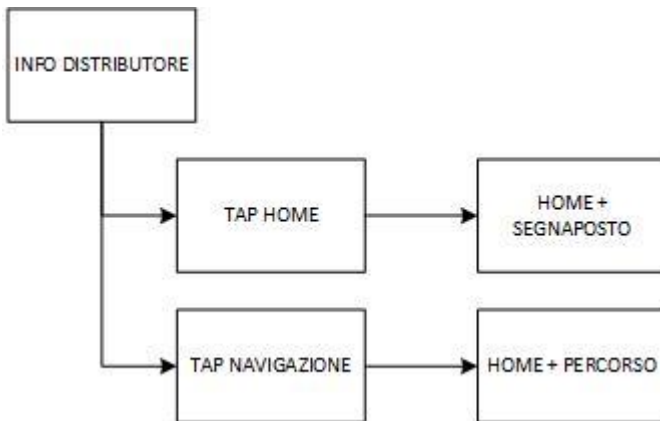 INFO DISTRIBUTORE
TAP HOME
HOME +
SEGNAPOSTO
TAP NAVIGAZIONE
HOME + PERCORSO